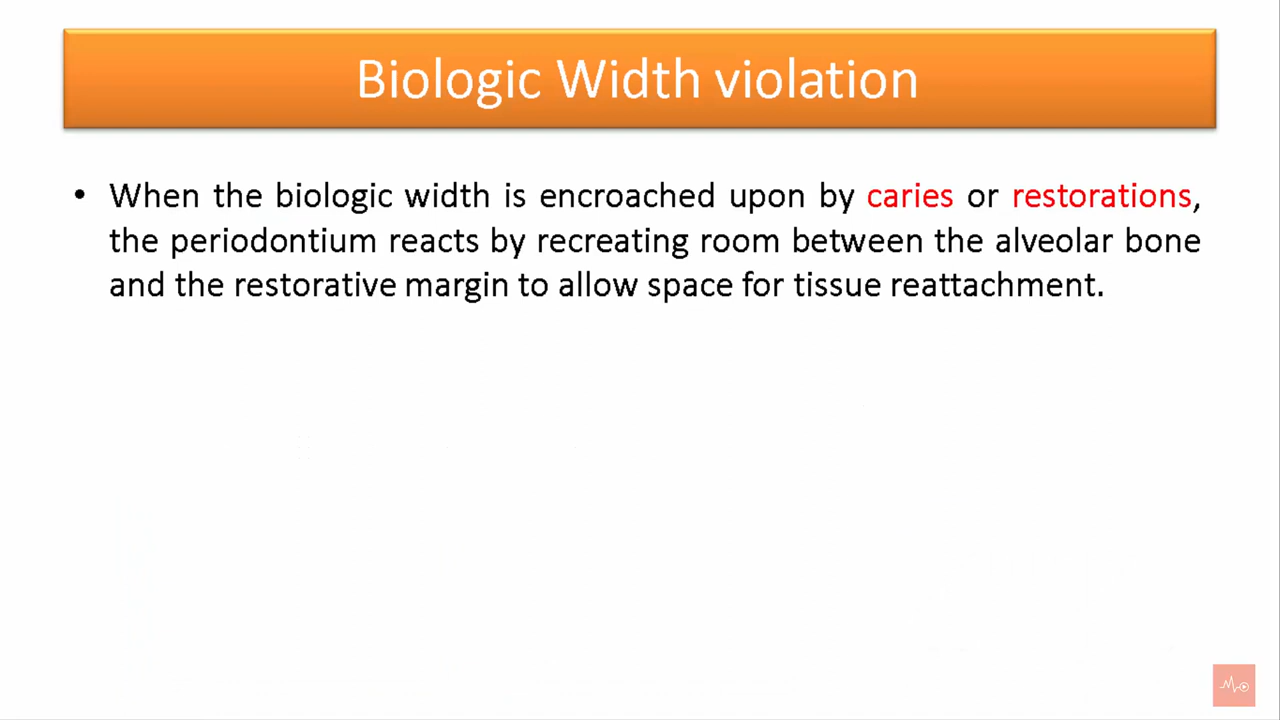 Biologic Width violation
• When the biologic width is encroached upon by caries or restorations,
the periodontium reacts by recreating room between the alveolar bone
and the restorative margin to allow space for tissue reattachment.